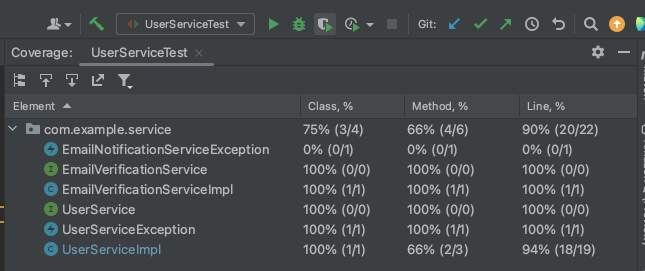 UserServiceTest
Git:
Coverage: UserServiceTest
Element Class, % Method, % Line, %
com.example.service 75% (3/4) 66% (4/6) 90% (20/22)
EmailNotificationServiceException 0% (0/1) 0% (0/1) 0% (0/1)
EmailVerificationService 100% (0/0) 100% (0/0) 100% (0/0)
EmailVerificationServiceImpl 100% (1/1) 100% (1/1) 100% (1/1)
UserService 100% (0/0) 100% (0/0) 100% (0/0)
UserServiceException 100% (1/1) 100% (1/1) 100% (1/1)
UserServiceImpl 100% (1/1) 66% (2/3) 94% (18/19)